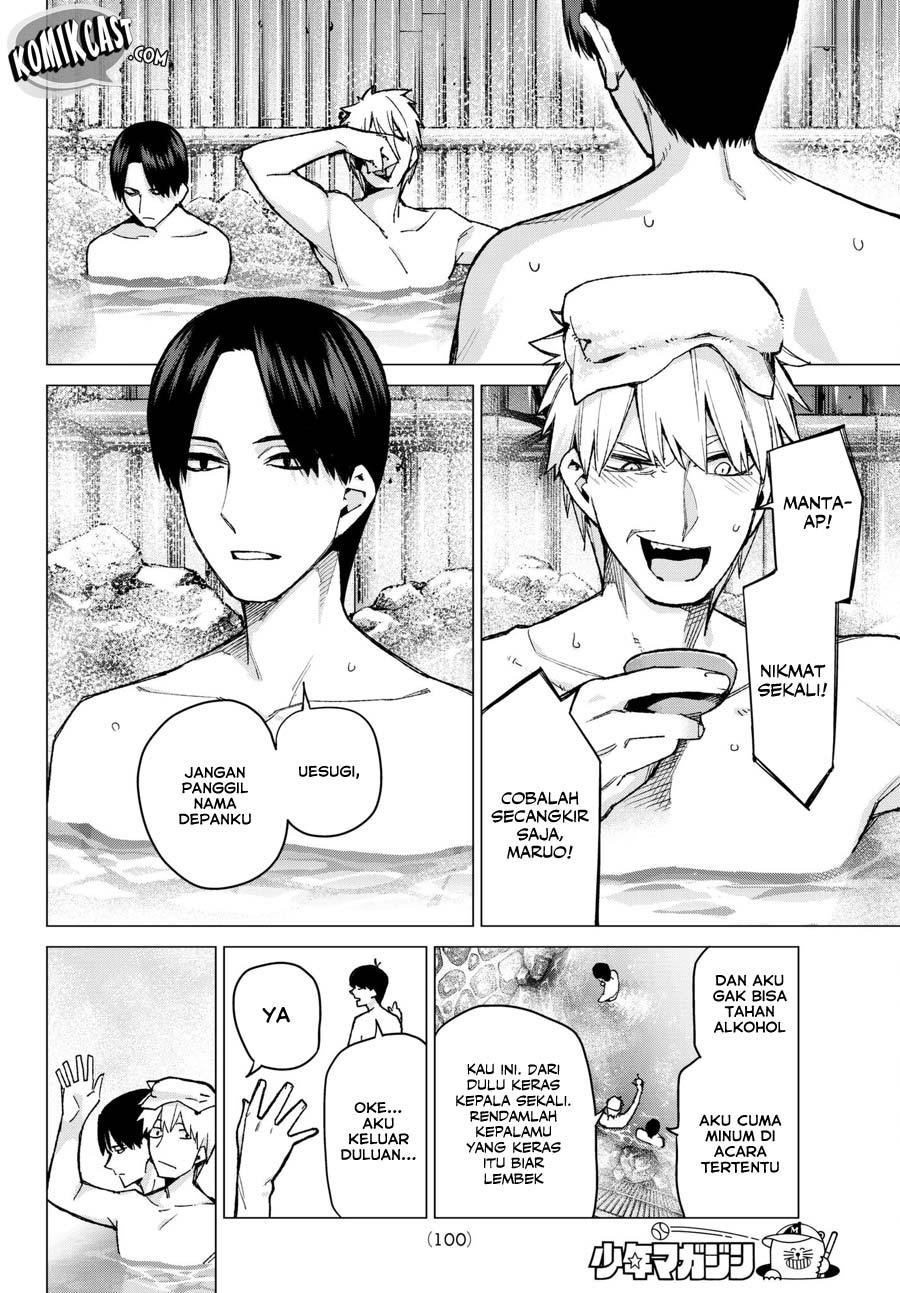 KOMIKCAST
.COM
MANTA-
AP!
NIKMAT
SEKALI!
COBALAH
SECANGKIR
SAJA,
MARUO!
UESUGI,
JANGAN
PANGGIL
NAMA
DEPANKU
DAN AKU
GAK BISA
TAHAN
ALKOHOL
AKU CUMA
MINUM DI
ACARA
TERTENTU
KAU INI. DARI
DULU KERAS
KEPALA SEKALI.
RENDAMLAH
KEPALAMU
YANG KERAS
ITU BIAR
LEMBEK
OKE...
AKU
KELUAR
DULUAN...
YA
(100)
少年マガジン
M